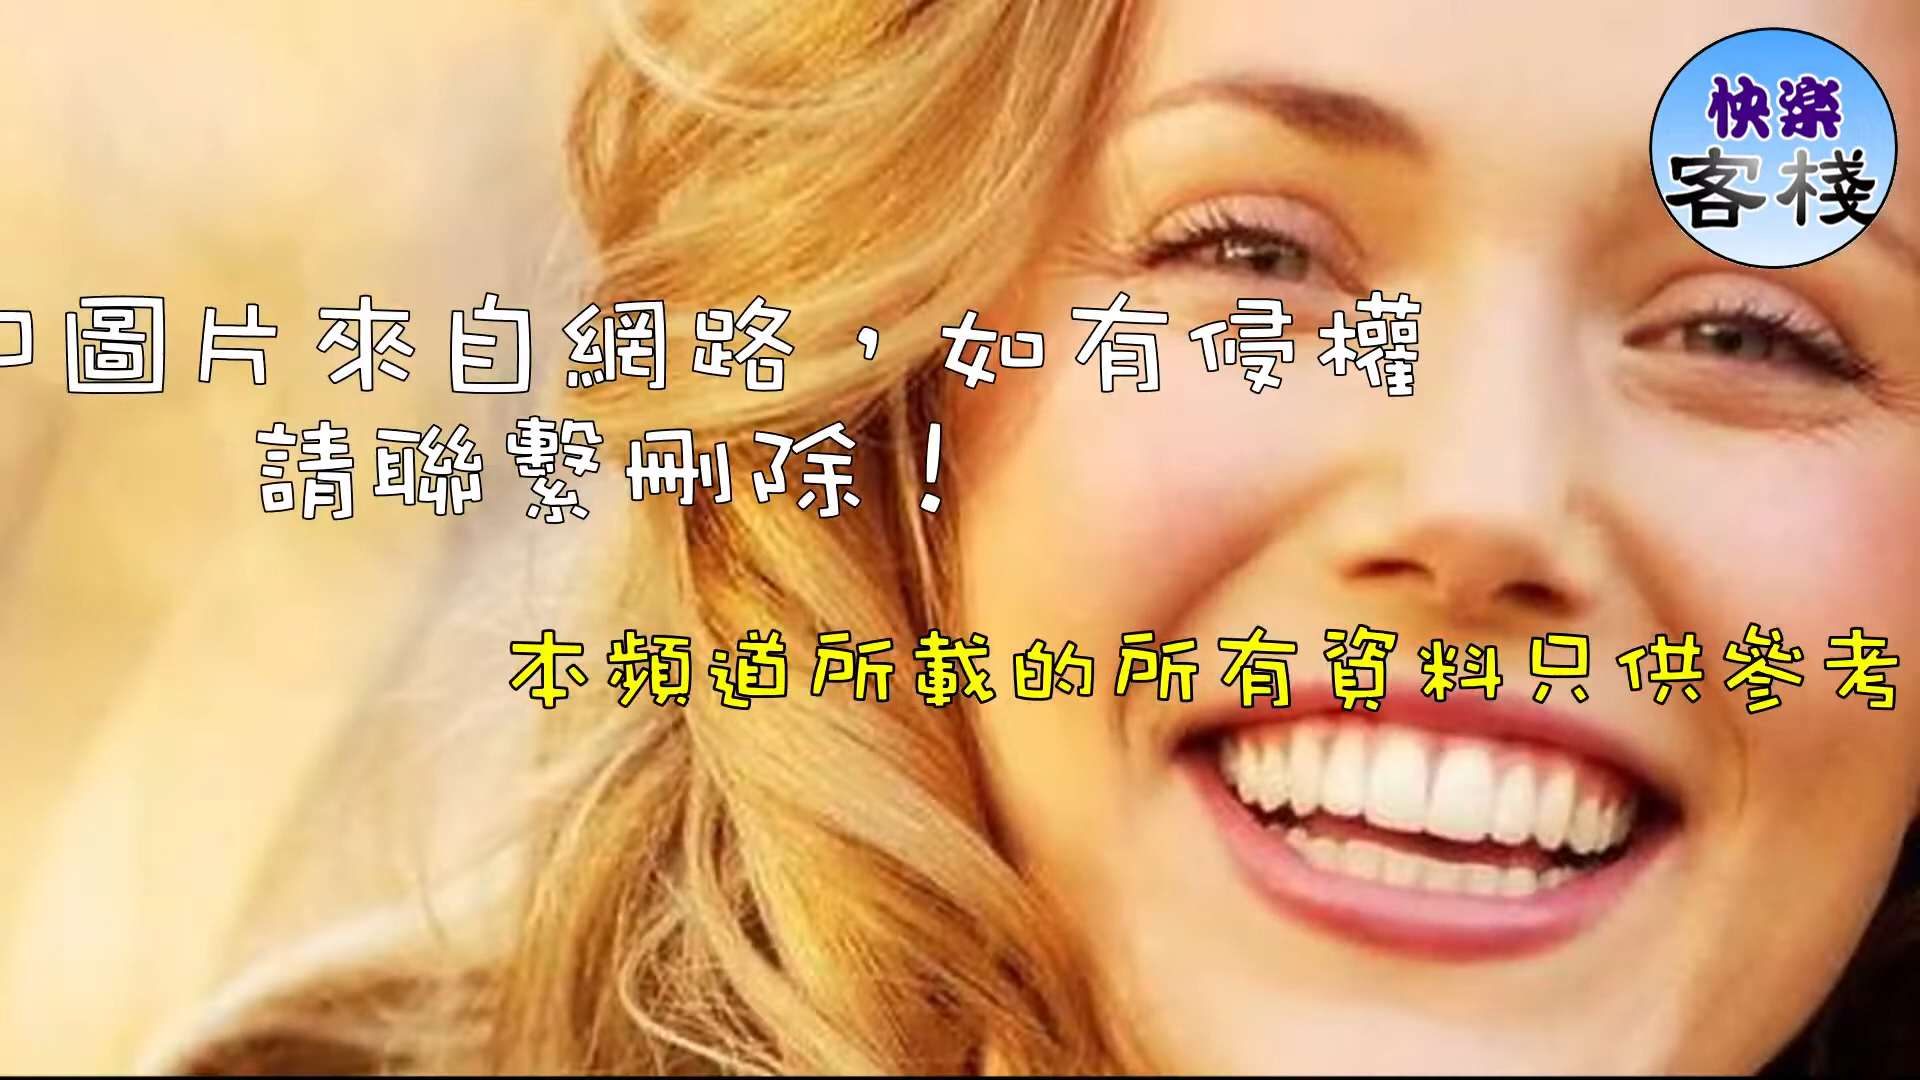 快樂
客棧
圖片來自網路，如有侵權
請聯繫刪除！
本頻道所載的所有資料只供參考